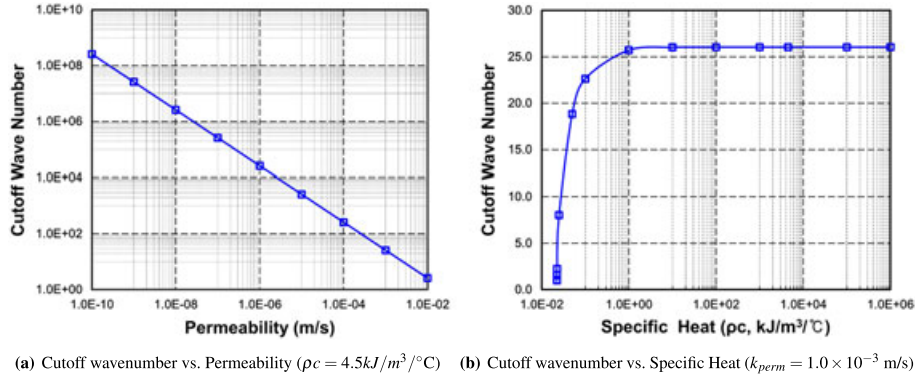 1.0E+10
1.0E+08
1.0E+06
1.0E+04
1.0E+02
1.0E+00
Cutoff Wave Number
1.0E-10 1.0E-08 1.0E-06 1.0E-04 1.0E-02
Permeability (m/s)
30.0
25.0
20.0
15.0
10.0
5.0
0.0
Cutoff Wave Number
1.0E-02 1.0E+00 1.0E+02 1.0E+04 1.0E+06
Specific Heat (ρc, kJ/m³/℃)
(a) Cutoff wavenumber vs. Permeability (ρc = 4.5kJ/m³/°C)
(b) Cutoff wavenumber vs. Specific Heat (kperm = 1.0 × 10⁻³ m/s)